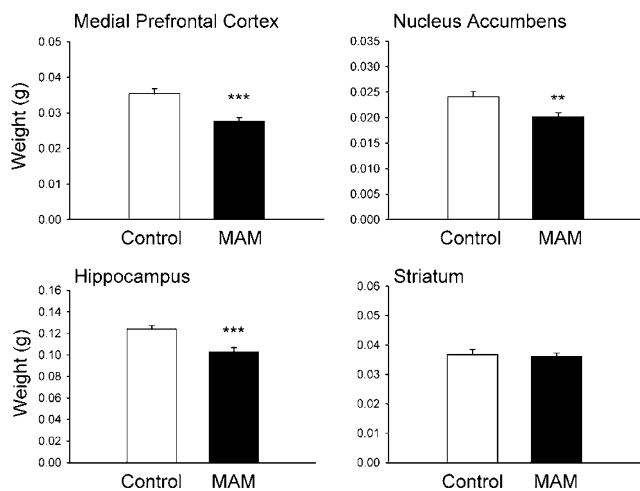 Medial Prefrontal Cortex
Nucleus Accumbens
Weight (g)
0.05
0.04
0.03
0.02
0.01
0.00
***
Control
MAM
0.035
0.030
0.025
0.020
0.015
0.010
0.005
0.000
**
Control
MAM
Hippocampus
Striatum
Weight (g)
0.16
0.14
0.12
0.10
0.08
0.06
0.04
0.02
0.00
***
Control
MAM
0.06
0.05
0.04
0.03
0.02
0.01
0.00
Control
MAM